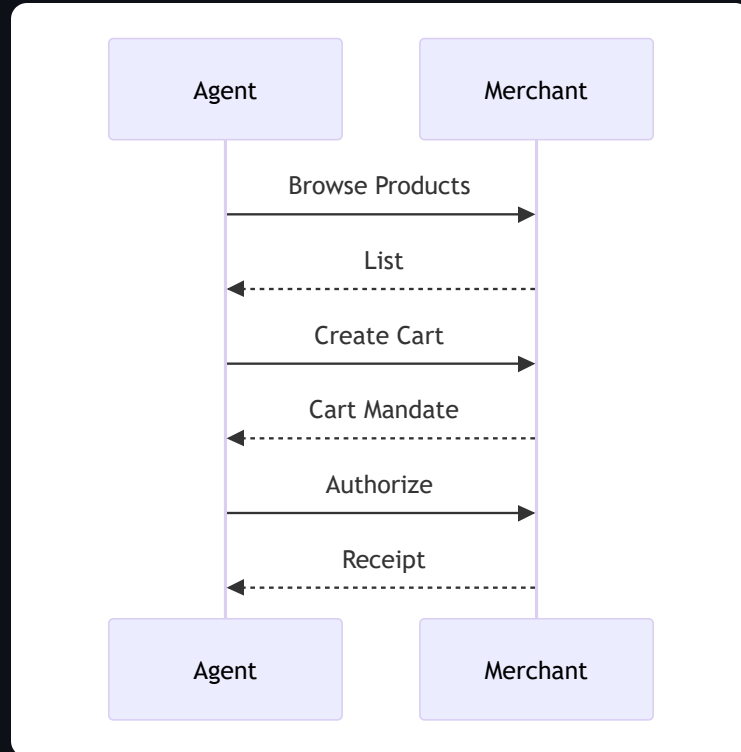 Agent
Merchant
Browse Products
List
Create Cart
Cart Mandate
Authorize
Receipt
Agent
Merchant